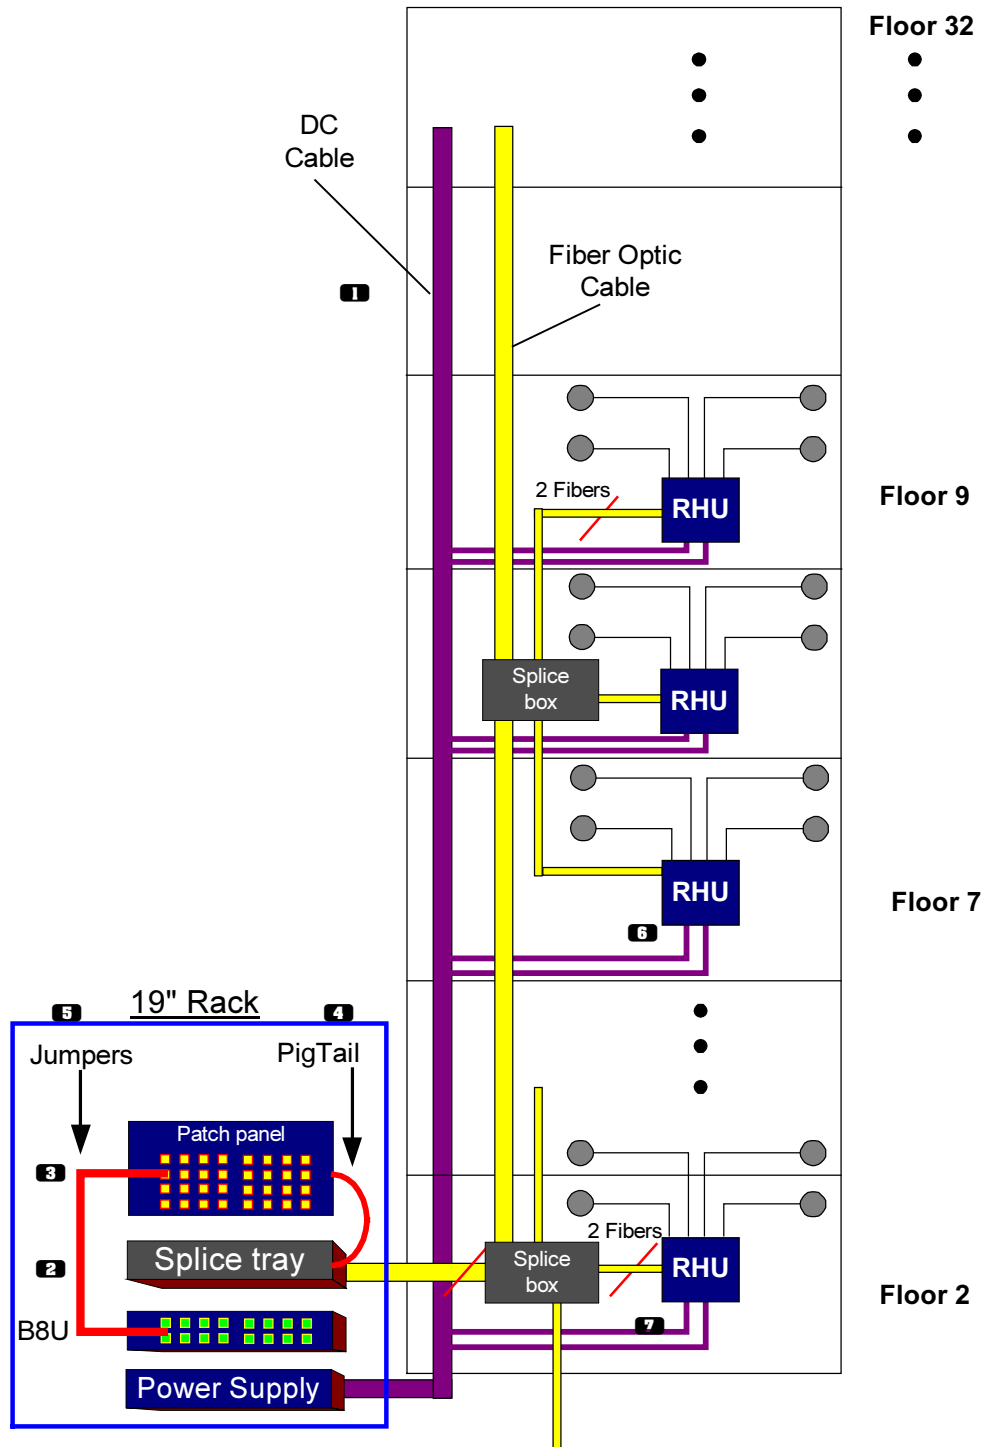 Floor 32
DC
Cable
Fiber Optic
Cable
1
2 Fibers
RHU
Floor 9
Splice
box
RHU
RHU
Floor 7
6
5
19" Rack
4
Jumpers
PigTail
Patch panel
3
2 Fibers
Splice tray
2
Splice
box
RHU
Floor 2
7
B8U
Power Supply